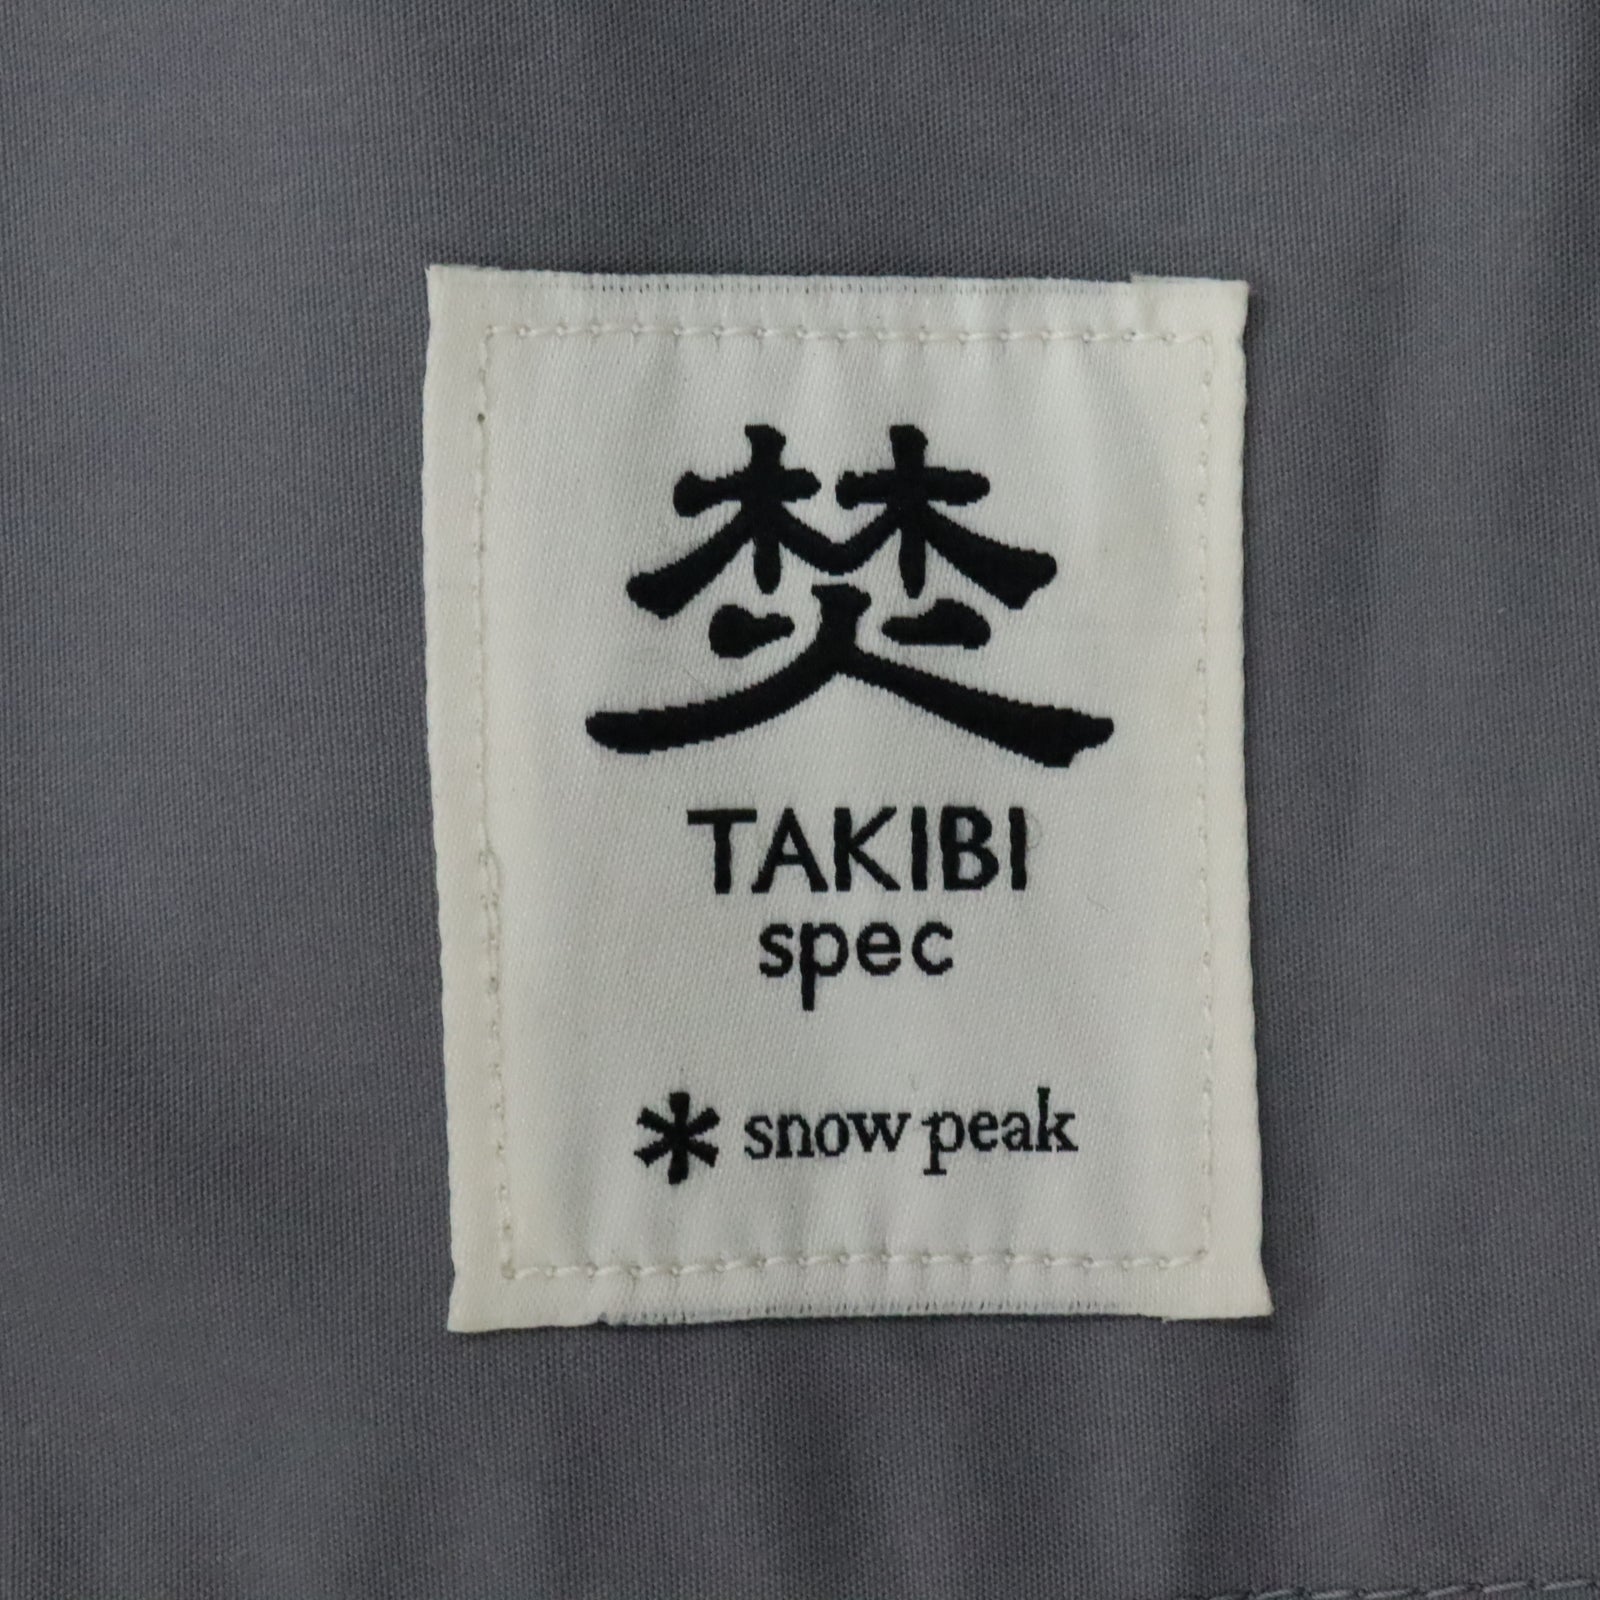 焚
TAKIBI
spec
snow peak